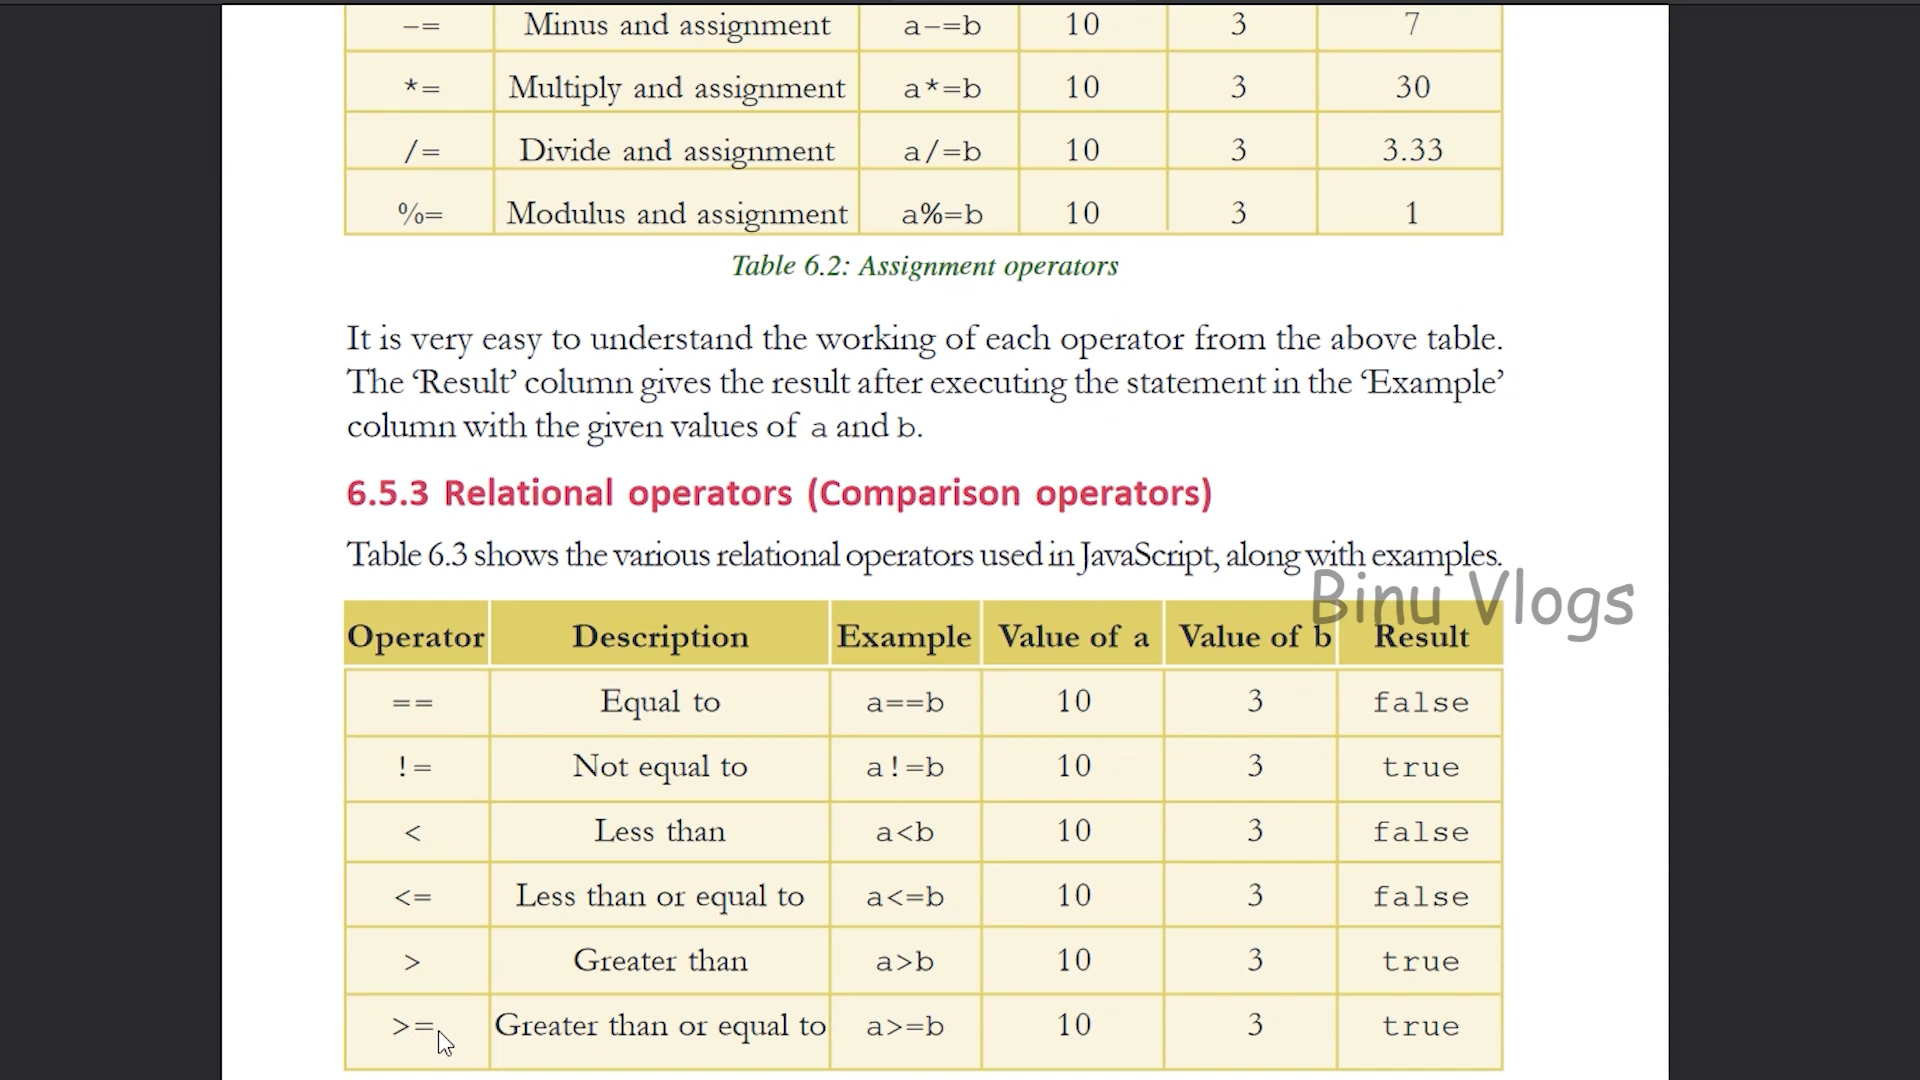 −= Minus and assignment a−=b 10 3 7
*= Multiply and assignment a*=b 10 3 30
/= Divide and assignment a/=b 10 3 3.33
%= Modulus and assignment a%=b 10 3 1
Table 6.2: Assignment operators
It is very easy to understand the working of each operator from the above table.
The ‘Result’ column gives the result after executing the statement in the ‘Example’
column with the given values of a and b.
6.5.3 Relational operators (Comparison operators)
Table 6.3 shows the various relational operators used in JavaScript, along with examples.
Binu Vlogs
Operator Description Example Value of a Value of b Result
== Equal to a==b 10 3 false
!= Not equal to a!=b 10 3 true
< Less than a<b 10 3 false
<= Less than or equal to a<=b 10 3 false
> Greater than a>b 10 3 true
>= Greater than or equal to a>=b 10 3 true